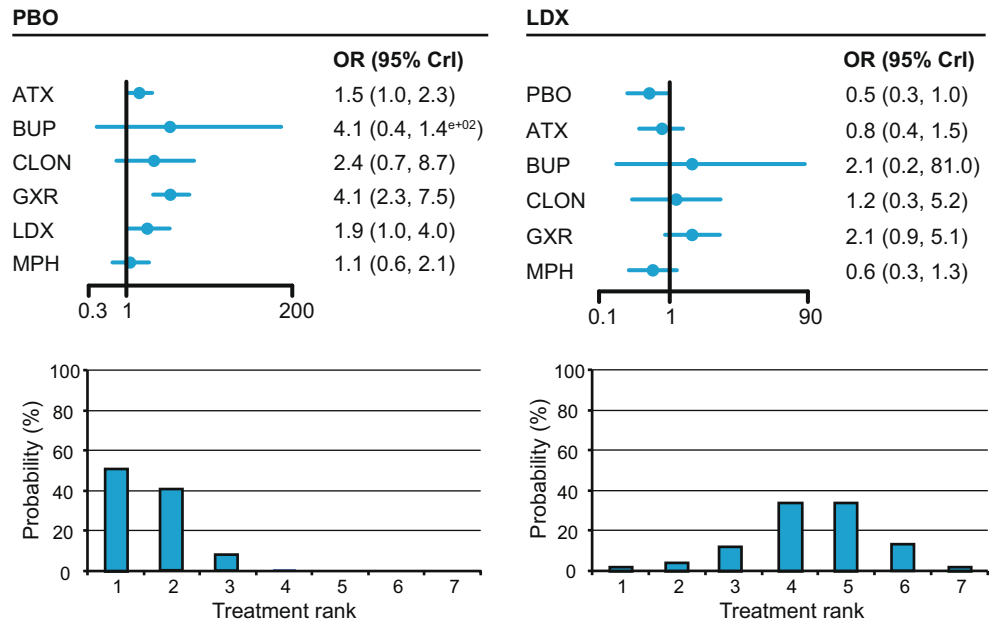 PBO
OR (95% CrI)
ATX 1.5 (1.0, 2.3)
BUP 4.1 (0.4, 1.4e+02)
CLON 2.4 (0.7, 8.7)
GXR 4.1 (2.3, 7.5)
LDX 1.9 (1.0, 4.0)
MPH 1.1 (0.6, 2.1)
0.3 1 200
LDX
OR (95% CrI)
PBO 0.5 (0.3, 1.0)
ATX 0.8 (0.4, 1.5)
BUP 2.1 (0.2, 81.0)
CLON 1.2 (0.3, 5.2)
GXR 2.1 (0.9, 5.1)
MPH 0.6 (0.3, 1.3)
0.1 1 90
Probability (%)
100
80
60
40
20
0
1 2 3 4 5 6 7
Treatment rank
Probability (%)
100
80
60
40
20
0
1 2 3 4 5 6 7
Treatment rank